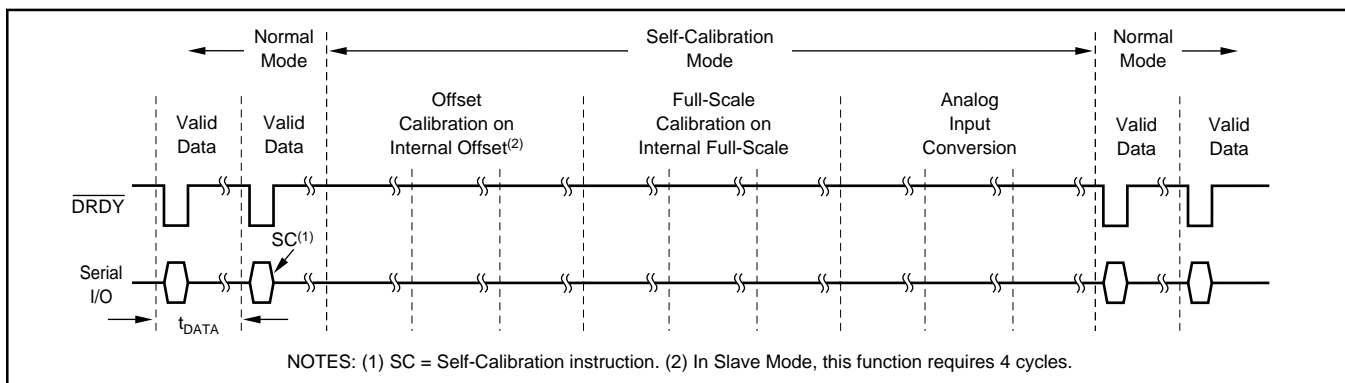 Normal
Mode
Self-Calibration
Mode
Normal
Mode
Valid
Data
Valid
Data
Offset
Calibration on
Internal Offset(2)
Full-Scale
Calibration on
Internal Full-Scale
Analog
Input
Conversion
Valid
Data
Valid
Data
DRDY
SC(1)
Serial
I/O
tDATA
NOTES: (1) SC = Self-Calibration instruction. (2) In Slave Mode, this function requires 4 cycles.